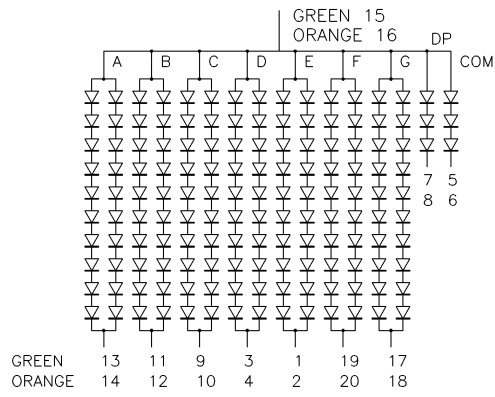 GREEN 15
ORANGE 16
DP
A B C D E F G COM
7 5
8 6
GREEN 13 11 9 3 1 19 17
ORANGE 14 12 10 4 2 20 18